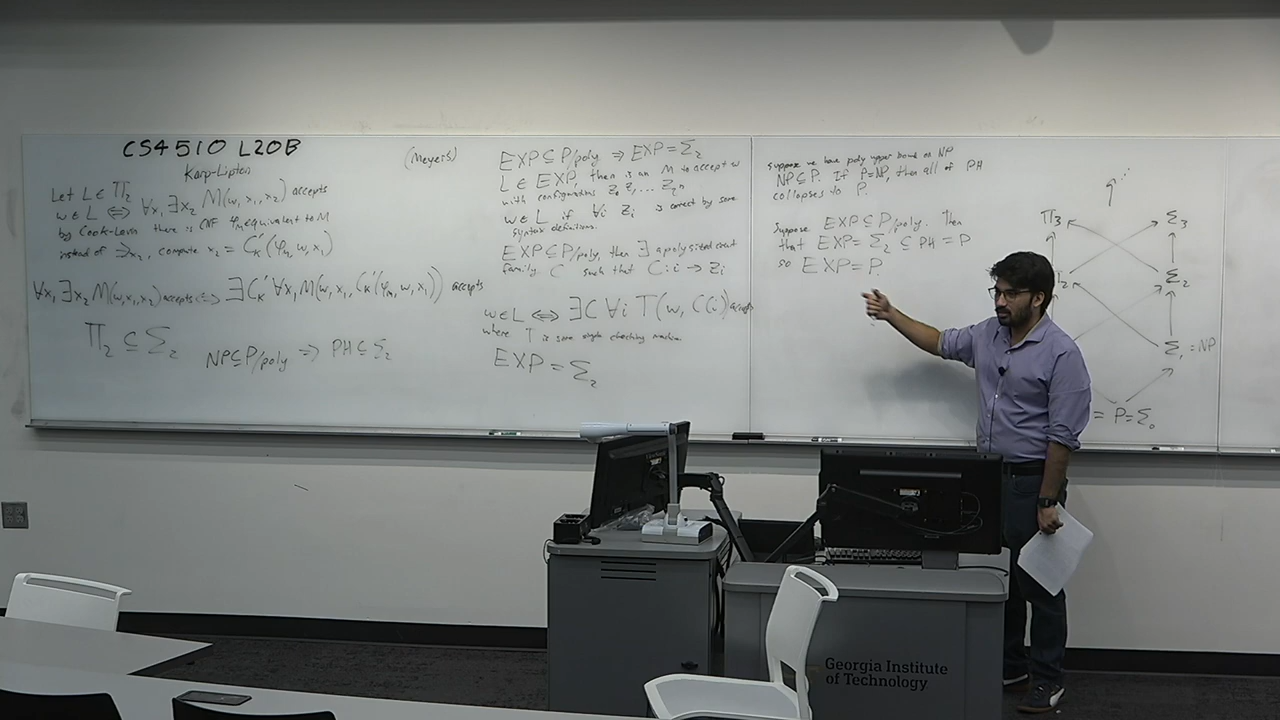 CS4510 L20B
Karp-Lipton
Let L ∈ Π₂
w ∈ L ⇔ ∀x₁ ∃x₂ M(w, x₁, x₂) accepts
by Cook-Levin there is CNF φₘ equivalent to M
instead of ∃x₂, compute x₂ = C'ₖ(φₘ, w, x₁)
∀x₁ ∃x₂ M(w, x₁, x₂) accepts ⇔ ∃C'ₖ ∀x₁ M(w, x₁, C'ₖ(φₘ, w, x₁)) accepts
Π₂ ⊆ Σ₂
NP ⊆ P/poly ⇒ PH ⊆ Σ₂
(Meyers)
EXP ⊆ P/poly ⇒ EXP = Σ₂
L ∈ EXP, then is an M to accept w
with configurations z₀ z₁ ...
w ∈ L if ∀i zᵢ is correct by some
syntax definitions.
EXP ⊆ P/poly, then ∃ a poly sized circuit
family C such that C: i → zᵢ
w ∈ L ⇔ ∃C ∀i T(w, C(i)) accepts
where T is some single checking machine.
EXP = Σ₂
suppose we have poly upper bound on NP
NP ⊆ P. If P=NP, then all of PH
collapses to P.
Suppose EXP ⊆ P/poly. Then
that EXP = Σ₂ ⊆ PH = P
so EXP = P
Π₃ Σ₃
Σ₂
Σ₁ = NP
= P = Σ₀
Georgia Institute
of Technology